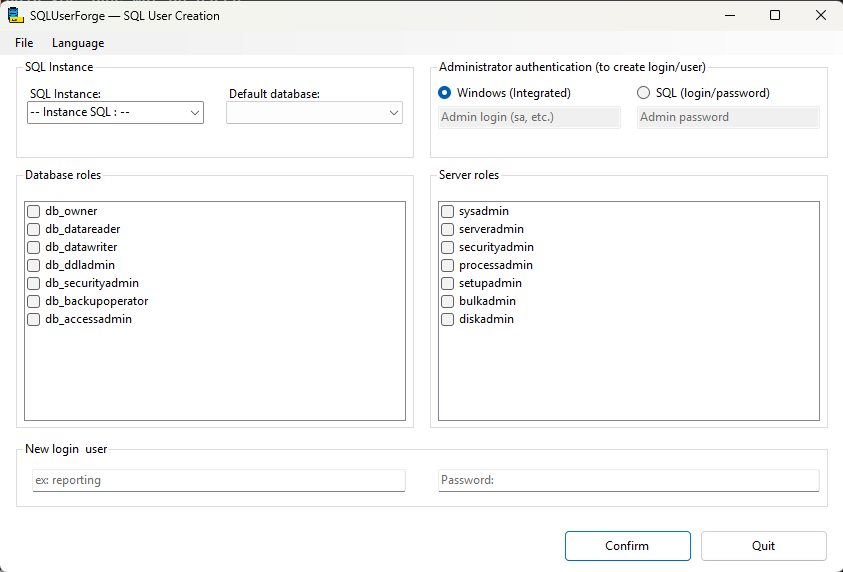 SQLUserForge — SQL User Creation
File Language
SQL Instance
SQL Instance: Default database:
-- Instance SQL : --
Administrator authentication (to create login/user)
Windows (Integrated) SQL (login/password)
Admin login (sa, etc.) Admin password
Database roles
db_owner
db_datareader
db_datawriter
db_ddladmin
db_securityadmin
db_backupoperator
db_accessadmin
Server roles
sysadmin
serveradmin
securityadmin
processadmin
setupadmin
bulkadmin
diskadmin
New login  user
ex: reporting Password:
Confirm Quit